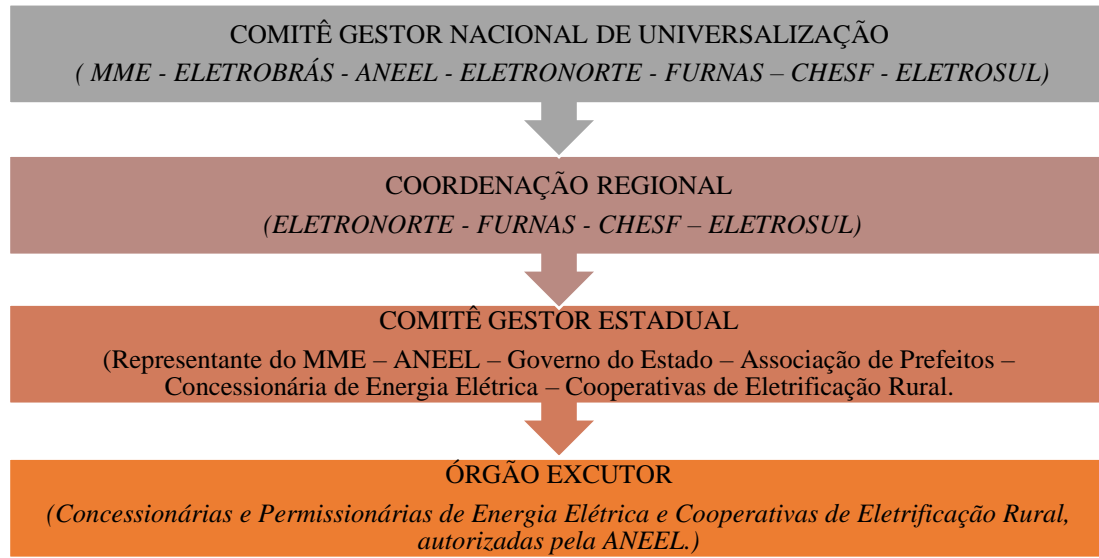 COMITÊ GESTOR NACIONAL DE UNIVERSALIZAÇÃO
( MME - ELETROBRÁS - ANEEL - ELETRONORTE - FURNAS – CHESF - ELETROSUL)
COORDENAÇÃO REGIONAL
(ELETRONORTE - FURNAS - CHESF – ELETROSUL)
COMITÊ GESTOR ESTADUAL
(Representante do MME – ANEEL – Governo do Estado – Associação de Prefeitos –
Concessionária de Energia Elétrica – Cooperativas de Eletrificação Rural.
ÓRGÃO EXCUTOR
(Concessionárias e Permissionárias de Energia Elétrica e Cooperativas de Eletrificação Rural,
autorizadas pela ANEEL.)